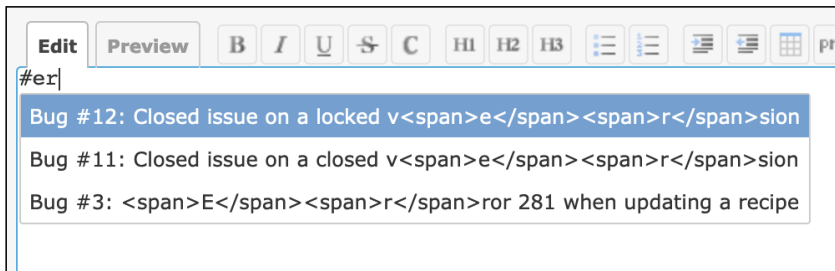 Edit Preview B I U S C H1 H2 H3 pr
#er
Bug #12: Closed issue on a locked v<span>e</span><span>r</span>sion
Bug #11: Closed issue on a closed v<span>e</span><span>r</span>sion
Bug #3: <span>E</span><span>r</span>ror 281 when updating a recipe